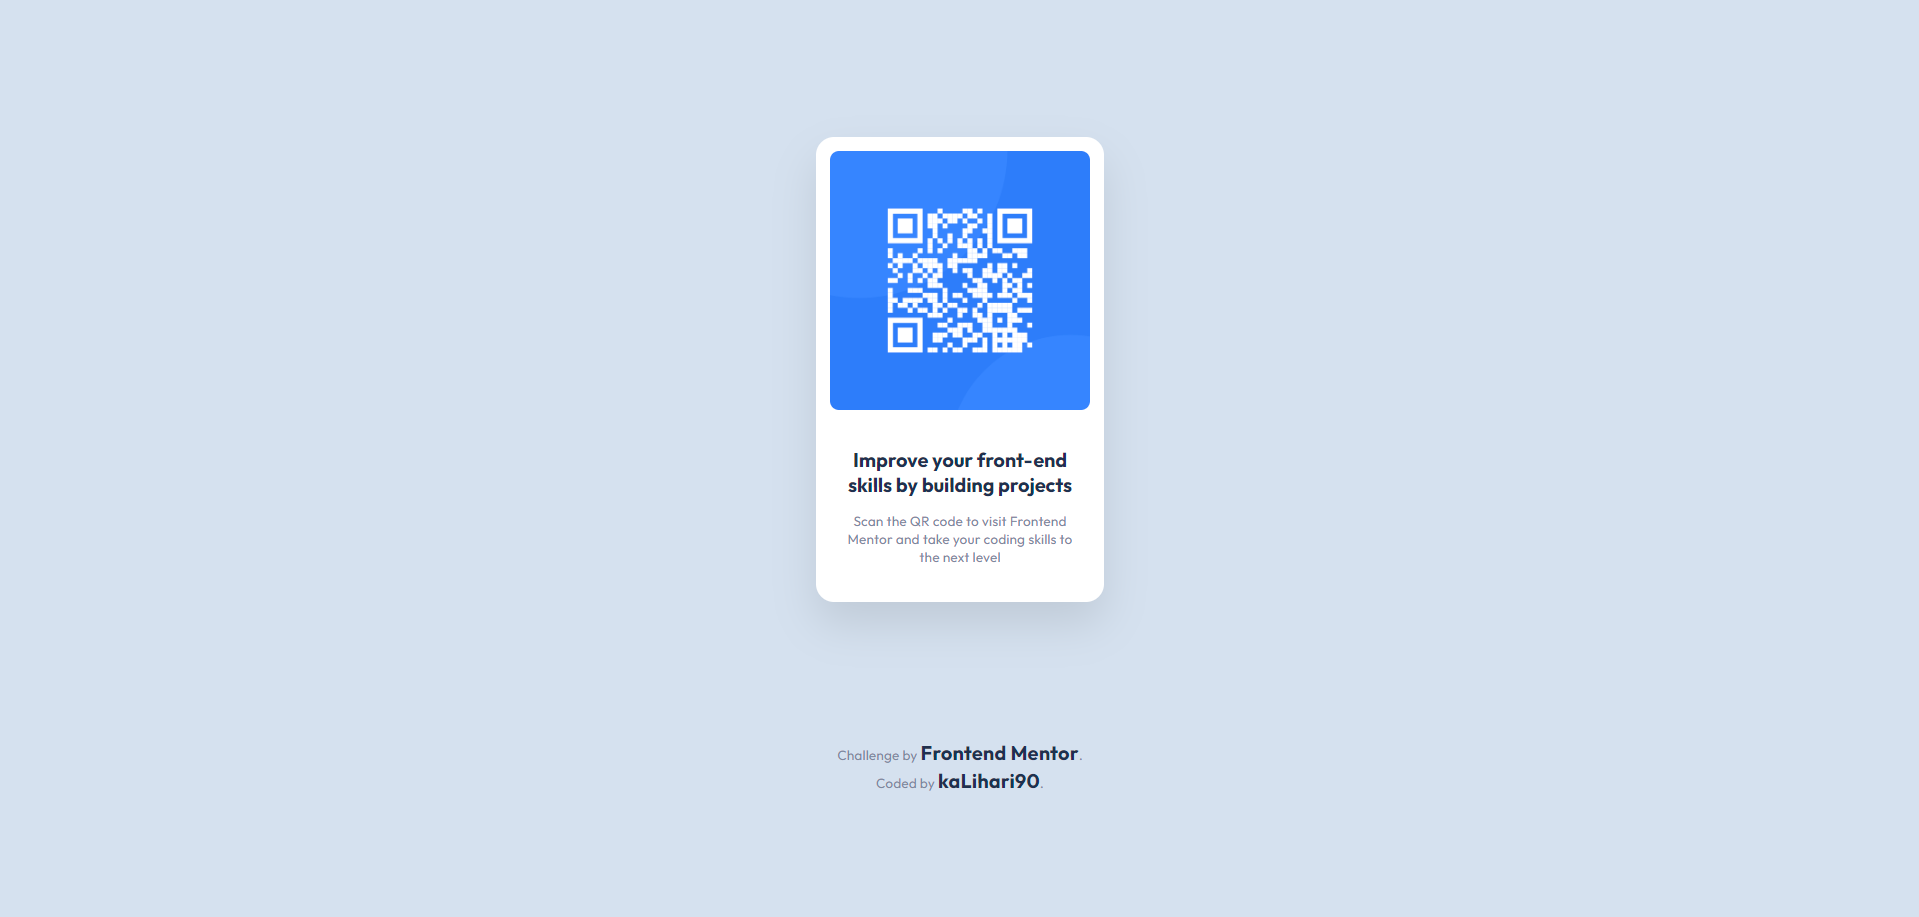 Improve your front-end
skills by building projects
Scan the QR code to visit Frontend
Mentor and take your coding skills to
the next level
Challenge by Frontend Mentor.
Coded by kaLihari90.